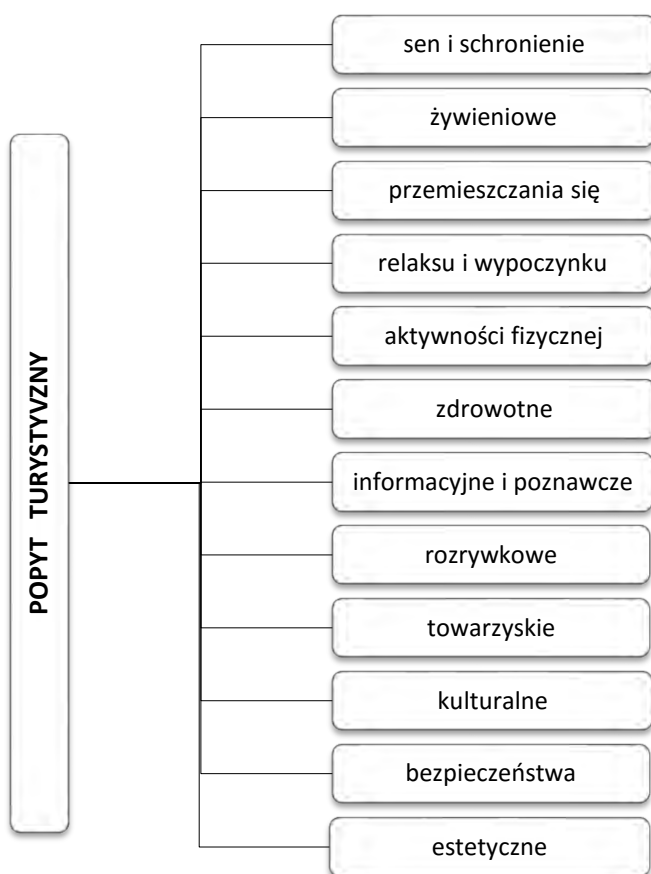 POPYT TURYSTYVZNY
sen i schronienie
żywieniowe
przemieszczania się
relaksu i wypoczynku
aktywności fizycznej
zdrowotne
informacyjne i poznawcze
rozrywkowe
towarzyskie
kulturalne
bezpieczeństwa
estetyczne